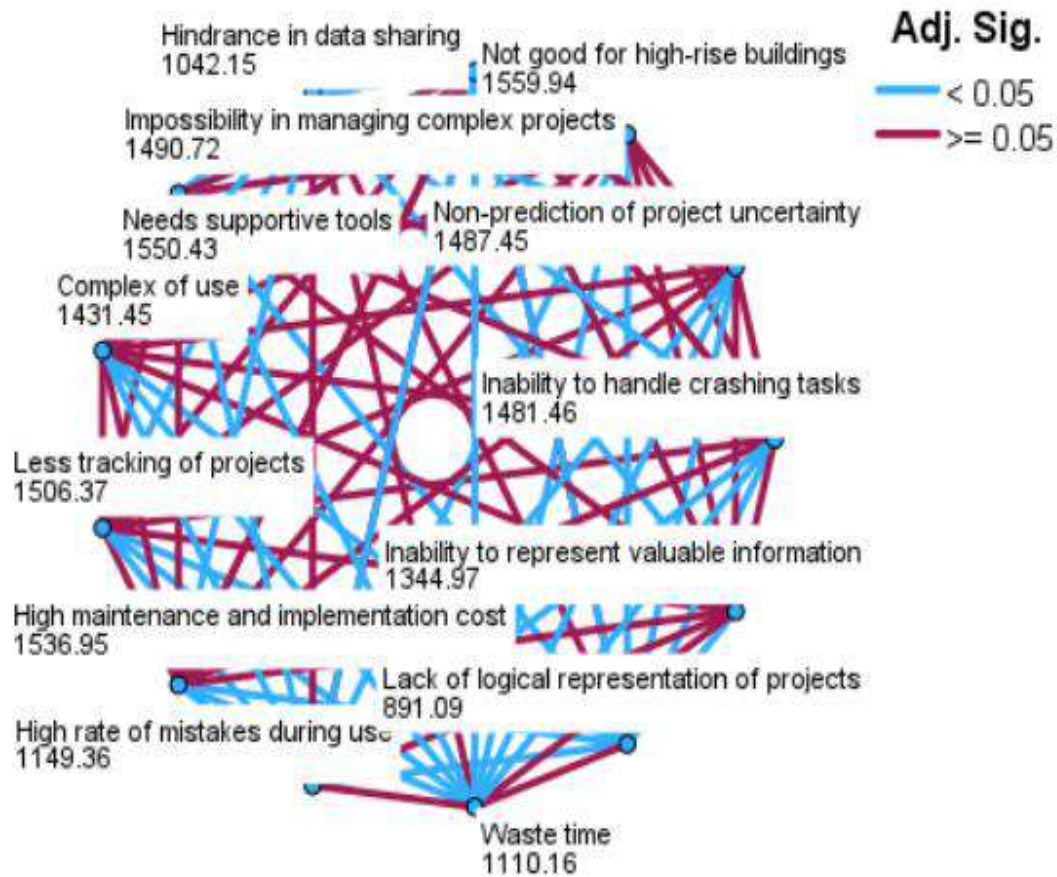 Hindrance in data sharing
1042.15
Not good for high-rise buildings
1559.94
Adj. Sig.
< 0.05
>= 0.05
Impossibility in managing complex projects
1490.72
Needs supportive tools
1550.43
Non-prediction of project uncertainty
1487.45
Complex of use
1431.45
Inability to handle crashing tasks
1481.46
Less tracking of projects
1506.37
Inability to represent valuable information
1344.97
High maintenance and implementation cost
1536.95
Lack of logical representation of projects
891.09
High rate of mistakes during use
1149.36
Waste time
1110.16